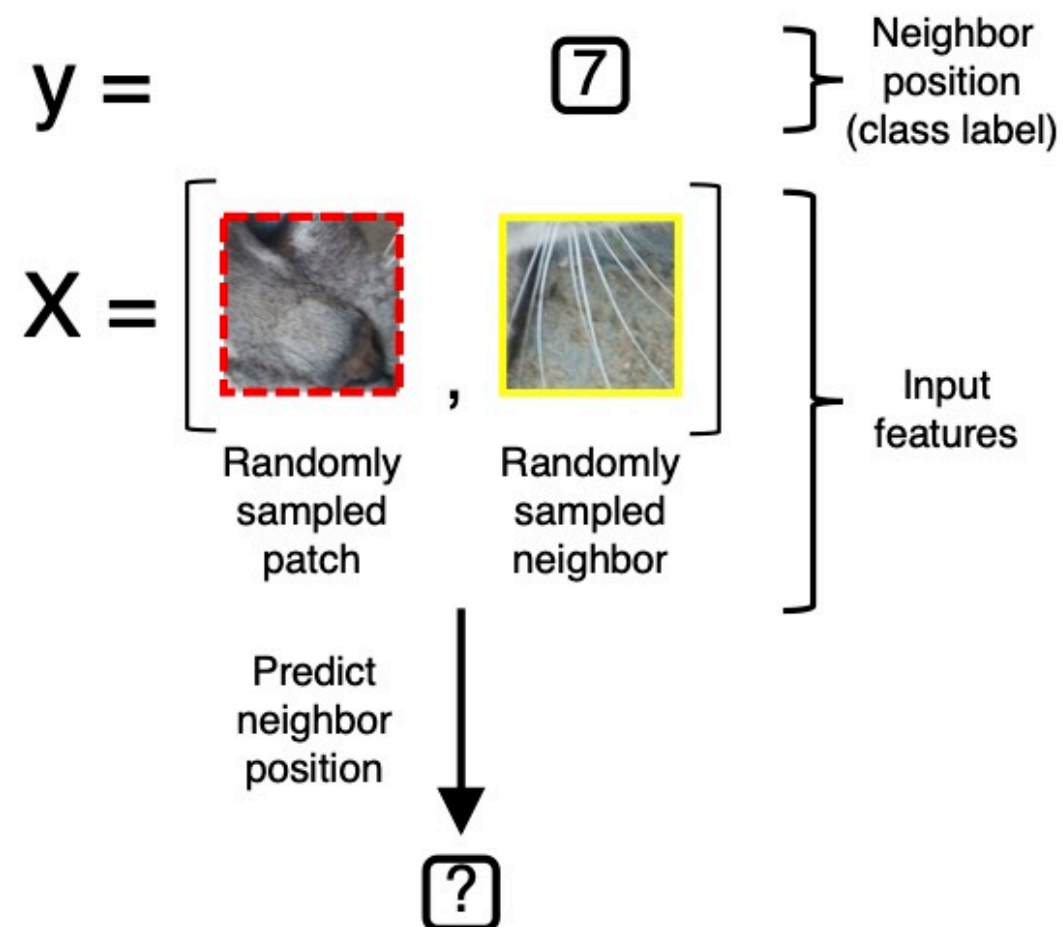 y =
7
Neighbor
position
(class label)
X =
,
Randomly
sampled
patch
Randomly
sampled
neighbor
Input
features
Predict
neighbor
position
?